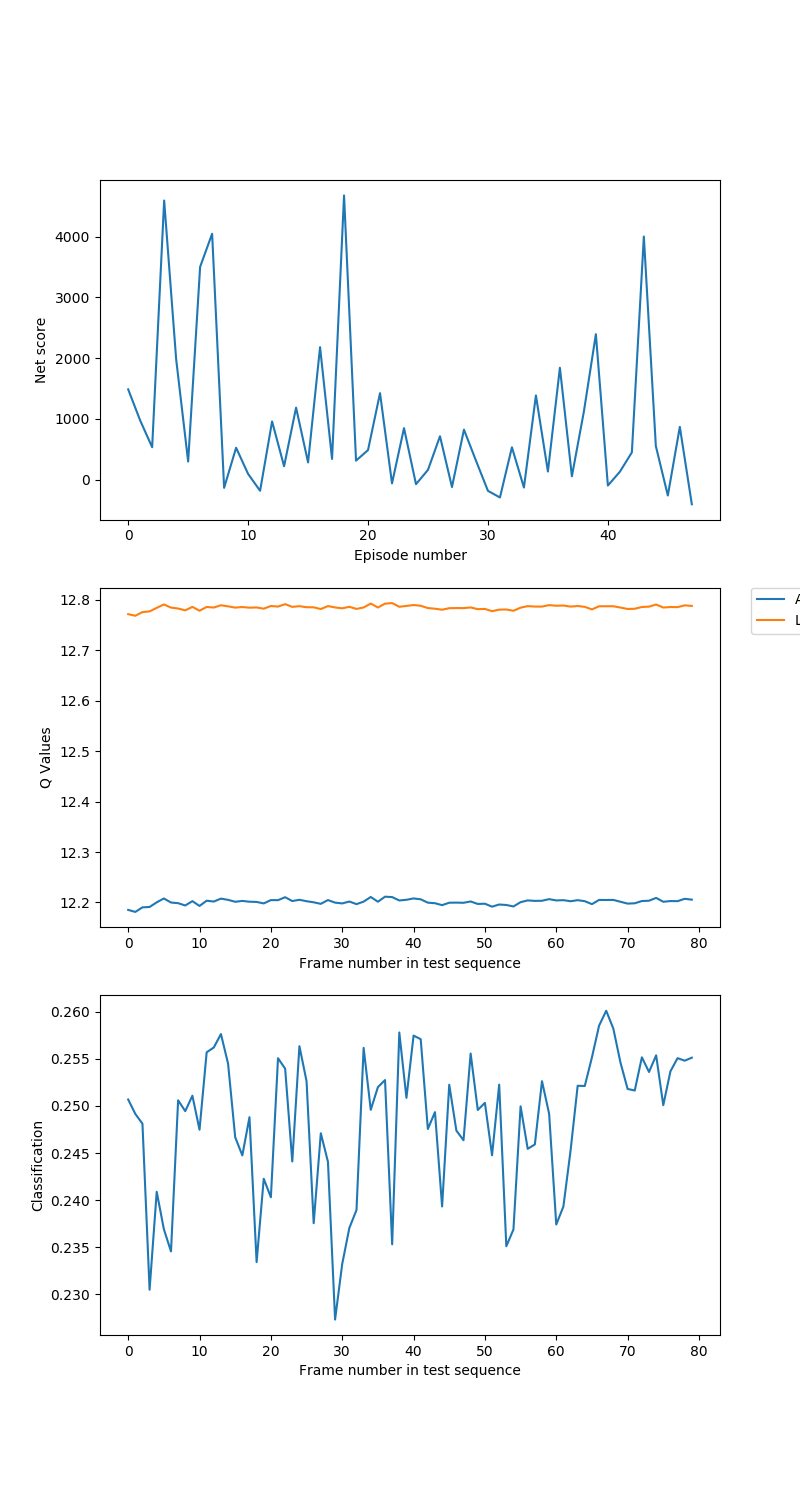 4000
3000
2000
1000
0
Net score
0 10 20 30 40
Episode number
12.8
12.7
12.6
12.5
12.4
12.3
12.2
Q Values
0 10 20 30 40 50 60 70 80
Frame number in test sequence
0.260
0.255
0.250
0.245
0.240
0.235
0.230
Classification
0 10 20 30 40 50 60 70 80
Frame number in test sequence